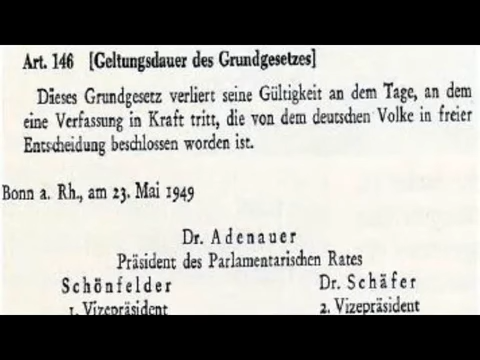 Art. 146 [Geltungsdauer des Grundgesetzes]
Dieses Grundgesetz verliert seine Gültigkeit an dem Tage, an dem
eine Verfassung in Kraft tritt, die von dem deutschen Volke in freier
Entscheidung beschlossen worden ist.
Bonn a. Rh., am 23. Mai 1949
Dr. Adenauer
Präsident des Parlamentarischen Rates
Schönfelder Dr. Schäfer
1. Vizepräsident 2. Vizepräsident